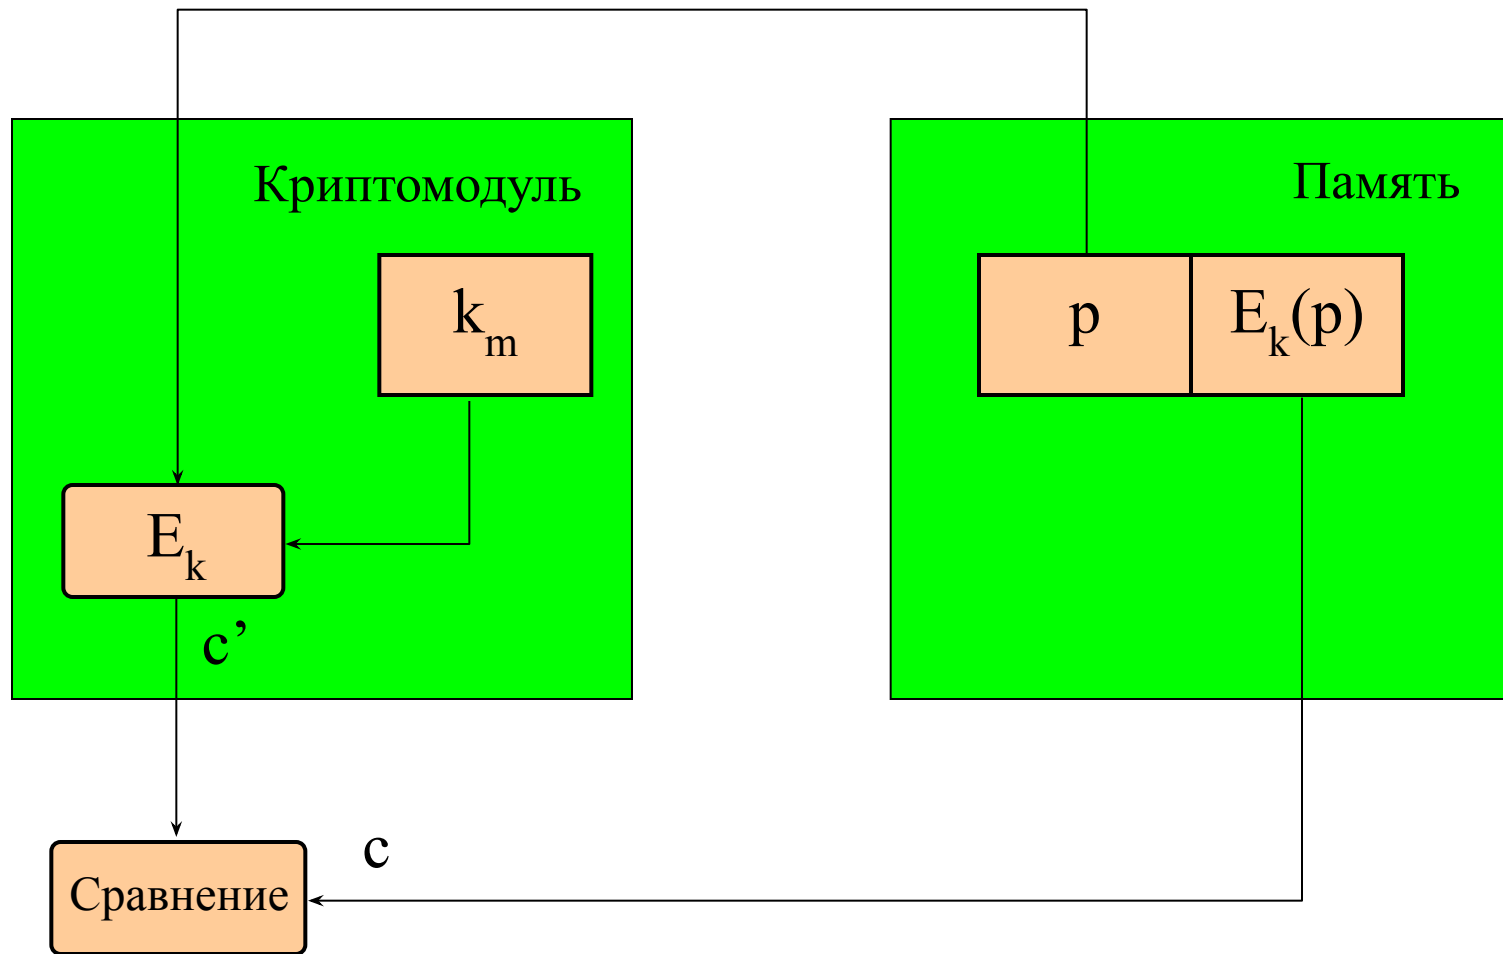 Криптомодуль
Память
k_m
p
E_k(p)
E_k
c’
c
Сравнение